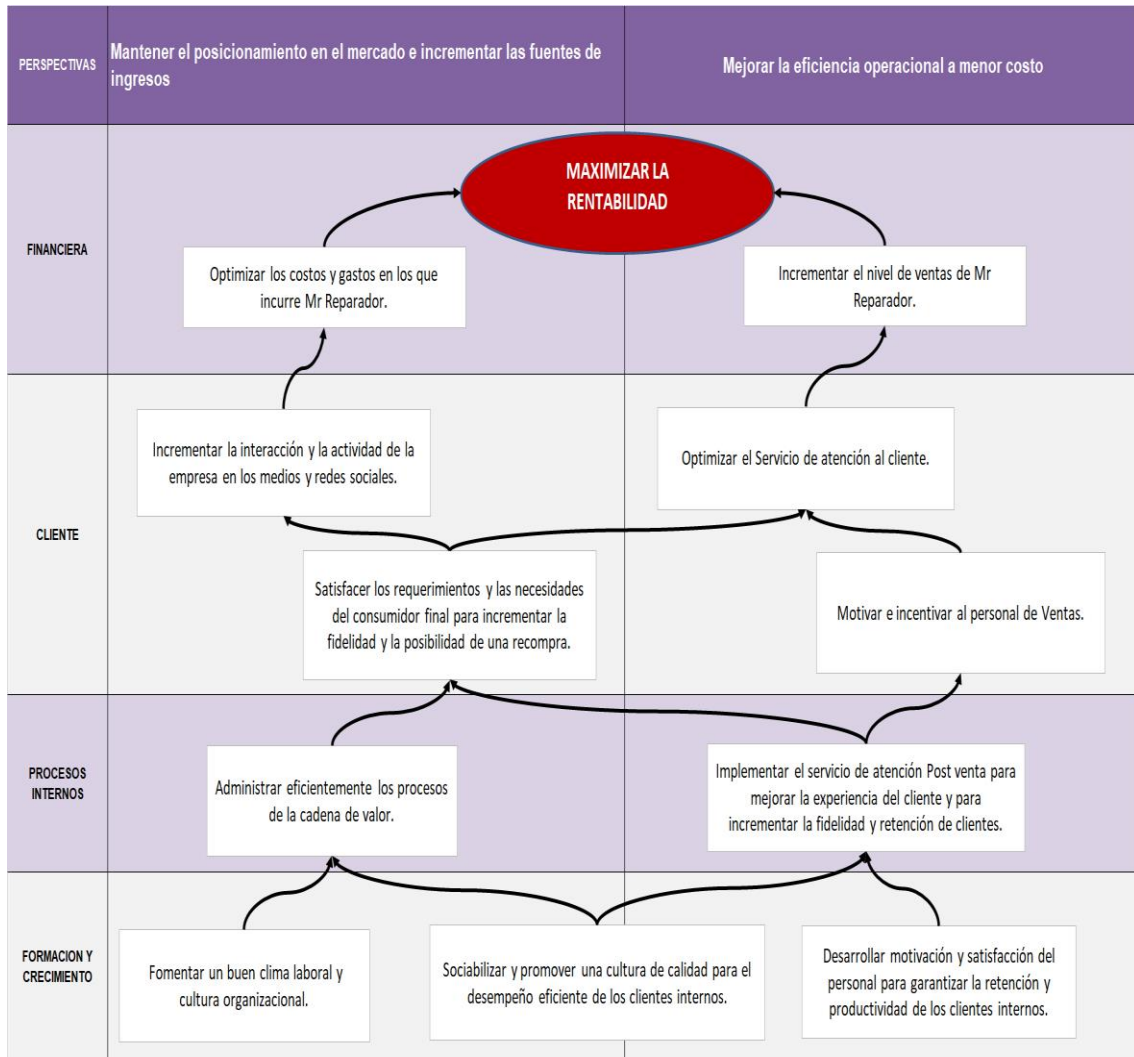 PERSPECTIVAS
Mantener el posicionamiento en el mercado e incrementar las fuentes de
ingresos
Mejorar la eficiencia operacional a menor costo
FINANCIERA
MAXIMIZAR LA
RENTABILIDAD
Optimizar los costos y gastos en los que
incurre Mr Reparador.
Incrementar el nivel de ventas de Mr
Reparador.
CLIENTE
Incrementar la interacción y la actividad de la
empresa en los medios y redes sociales.
Optimizar el Servicio de atención al cliente.
Satisfacer los requerimientos y las necesidades
del consumidor final para incrementar la
fidelidad y la posibilidad de una recompra.
Motivar e incentivar al personal de Ventas.
PROCESOS
INTERNOS
Administrar eficientemente los procesos
de la cadena de valor.
Implementar el servicio de atención Post venta para
mejorar la experiencia del cliente y para
incrementar la fidelidad y retención de clientes.
FORMACION Y
CRECIMIENTO
Fomentar un buen clima laboral y
cultura organizacional.
Sociabilizar y promover una cultura de calidad para el
desempeño eficiente de los clientes internos.
Desarrollar motivación y satisfacción del
personal para garantizar la retención y
productividad de los clientes internos.